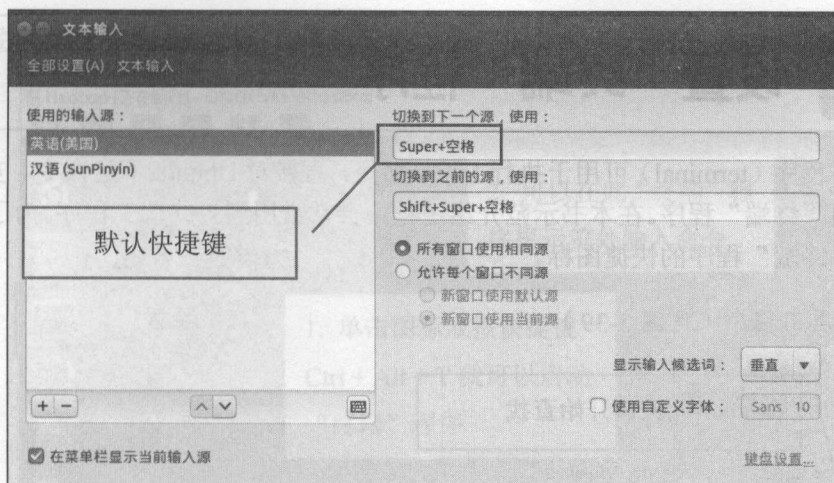 文本输入
全部设置(A) 文本输入
使用的输入源：
英语(美国)
汉语 (SunPinyin)
默认快捷键
切换到下一个源，使用：
Super+空格
切换到之前的源，使用：
Shift+Super+空格
所有窗口使用相同源
允许每个窗口不同源
新窗口使用默认源
新窗口使用当前源
显示输入候选词： 垂直
使用自定义字体： Sans 10
在菜单栏显示当前输入源
键盘设置...